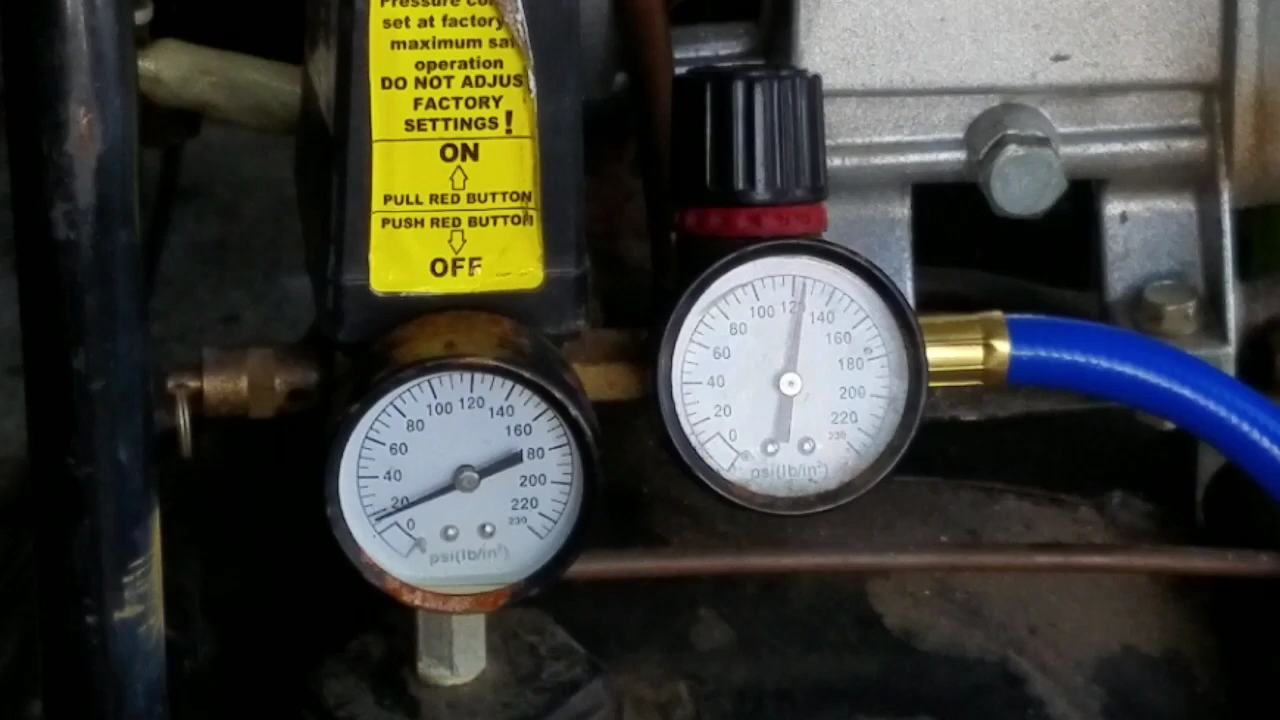 set at factory
maximum
operation
DO NOT ADJUS
FACTORY
SETTINGS!
ON
PULL RED BUTTON
PUSH RED BUTTON
OFF
0
20
40
60
80
100
120
140
160
180
200
220
230
psi(lb/in²)
0
20
40
60
80
100
140
160
180
200
220
230
psi(lb/in²)